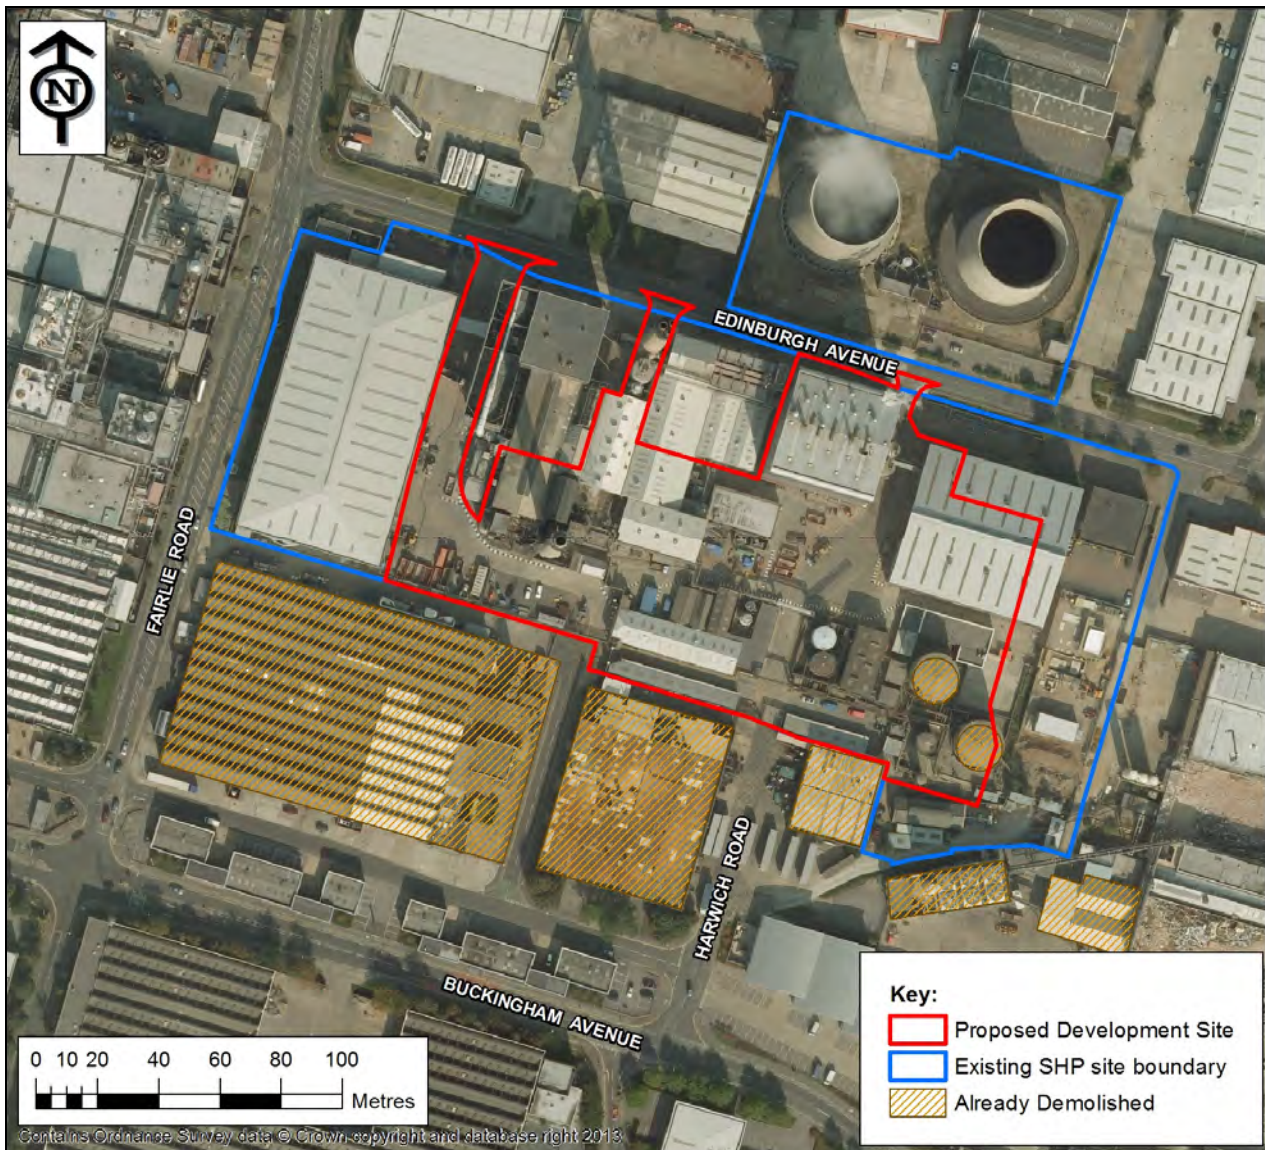 N
EDINBURGH AVENUE
FAIRLIE ROAD
HARWICH ROAD
BUCKINGHAM AVENUE
Key:
Proposed Development Site
Existing SHP site boundary
Already Demolished
0 10 20 40 60 80 100
Metres
Contains Ordnance Survey data © Crown copyright and database right 2013